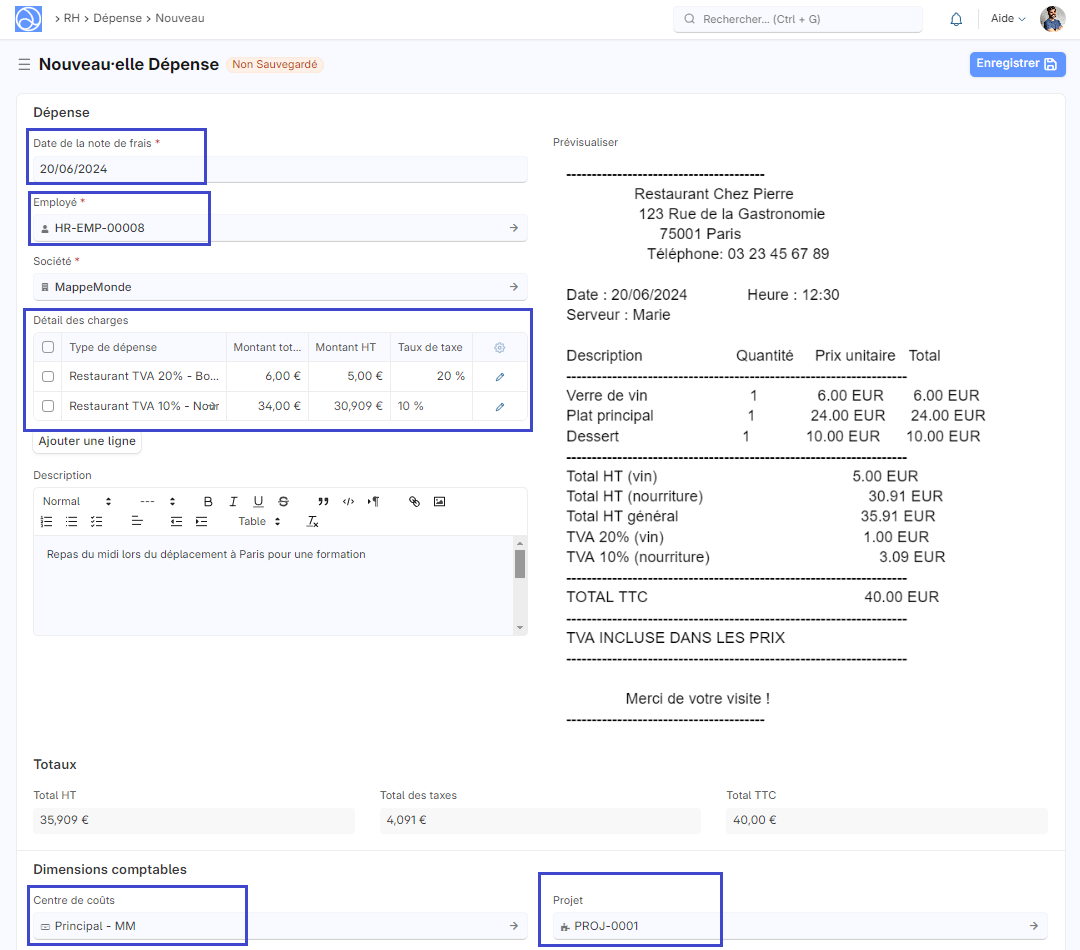 RH > Dépense > Nouveau
Rechercher... (Ctrl + G)
Aide
Nouveau·elle Dépense
Non Sauvegardé
Enregistrer
Dépense
Date de la note de frais *
20/06/2024
Employé *
HR-EMP-00008
Société *
MappeMonde
Détail des charges
Type de dépense Montant tot... Montant HT Taux de taxe
Restaurant TVA 20% - Bo... 6,00 € 5,00 € 20 %
Restaurant TVA 10% - 34,00 € 30,909 € 10 %
Ajouter une ligne
Description
Normal --- B I U S
Table
Repas du midi lors du déplacement à Paris pour une formation
Prévisualiser
---------------------------------------
Restaurant Chez Pierre
123 Rue de la Gastronomie
75001 Paris
Téléphone: 03 23 45 67 89
Date : 20/06/2024 Heure : 12:30
Serveur : Marie
Description Quantité Prix unitaire Total
-------------------------------------------------------------------
Verre de vin 1 6.00 EUR 6.00 EUR
Plat principal 1 24.00 EUR 24.00 EUR
Dessert 1 10.00 EUR 10.00 EUR
-------------------------------------------------------------------
Total HT (vin) 5.00 EUR
Total HT (nourriture) 30.91 EUR
Total HT général 35.91 EUR
TVA 20% (vin) 1.00 EUR
TVA 10% (nourriture) 3.09 EUR
-------------------------------------------------------------------
TOTAL TTC 40.00 EUR
-------------------------------------------------------------------
TVA INCLUSE DANS LES PRIX
-------------------------------------------------------------------
Merci de votre visite !
---------------------------------------
Totaux
Total HT
35,909 €
Total des taxes
4,091 €
Total TTC
40,00 €
Dimensions comptables
Centre de coûts
Principal - MM
Projet
PROJ-0001